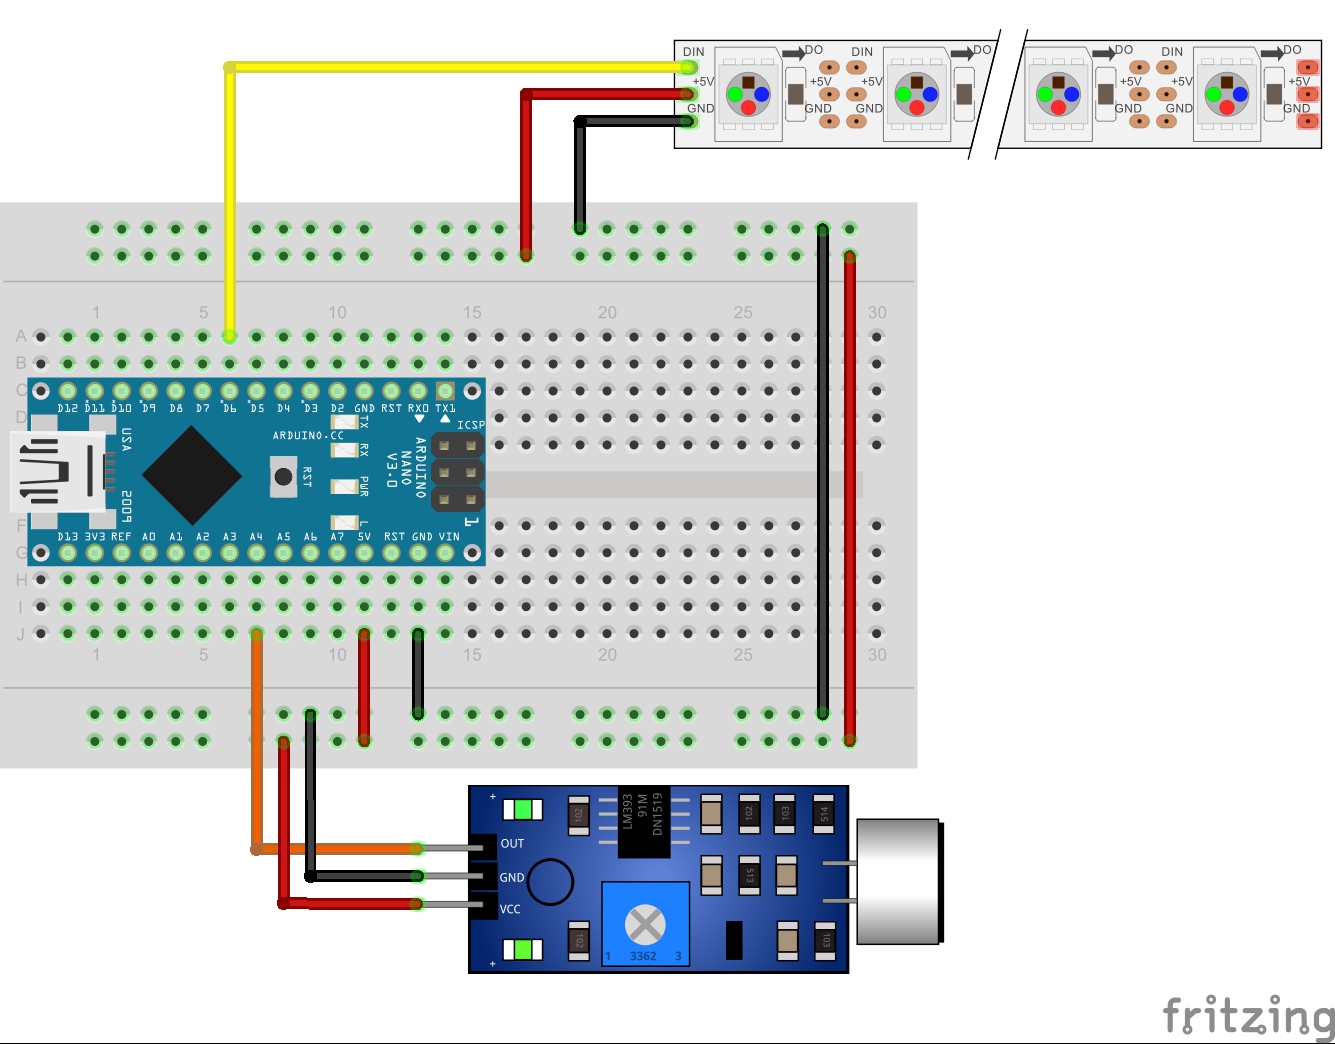 DIN DO DIN DO DO DIN DO
+5V +5V +5V +5V +5V +5V
GND GND GND GND GND GND
1 5 10 15 20 25 30
A
B
C
D12 D11 D10 D9 D8 D7 D6 D5 D4 D3 D2 GND RST RX0 TX1
D
TX
ICSP
ARDUINO.CC
USA
RX
ARDUINO
NANO
V3.0
RST
PWR
2009
L
1
F
D13 3V3 REF A0 A1 A2 A3 A4 A5 A6 A7 5V RST GND VIN
G
H
I
J
1 5 10 15 20 25 30
+
LM393
91M
DN1519
102
102
103
514
OUT
GND
513
VCC
102
103
1 3362 3
+
fritzing